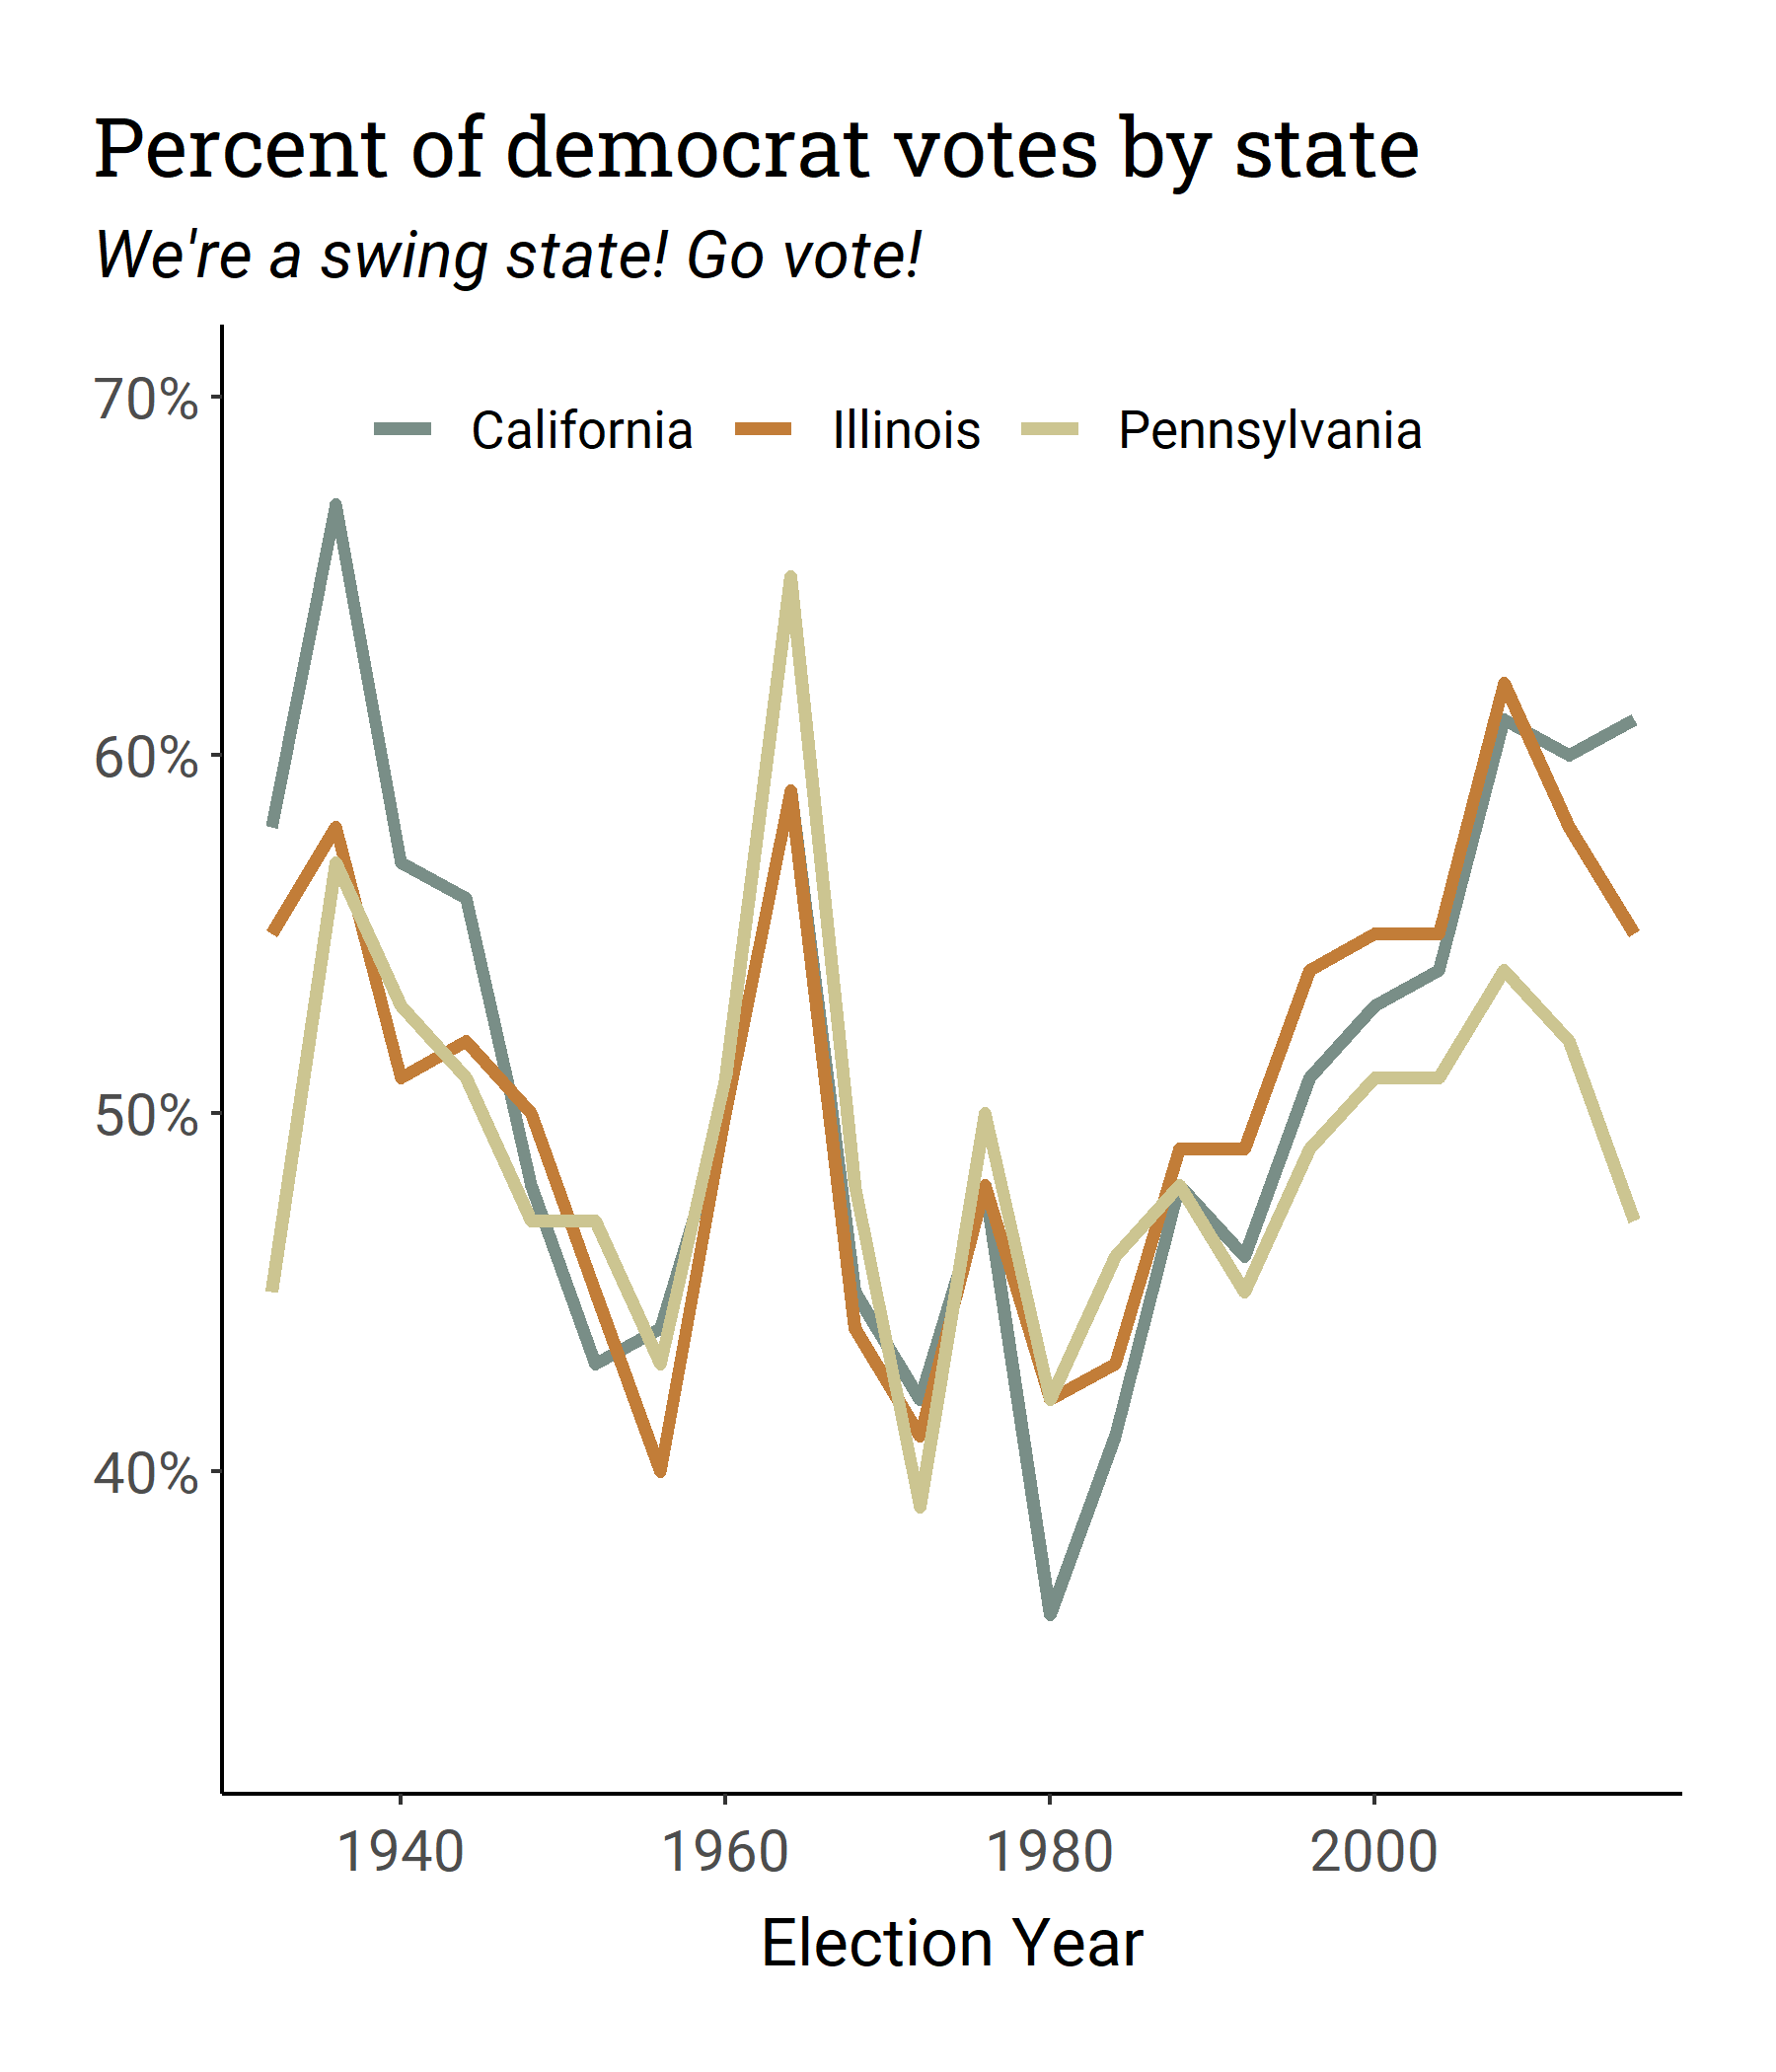 Percent of democrat votes by state
We're a swing state! Go vote!
70%
California Illinois Pennsylvania
60%
50%
40%
1940 1960 1980 2000
Election Year